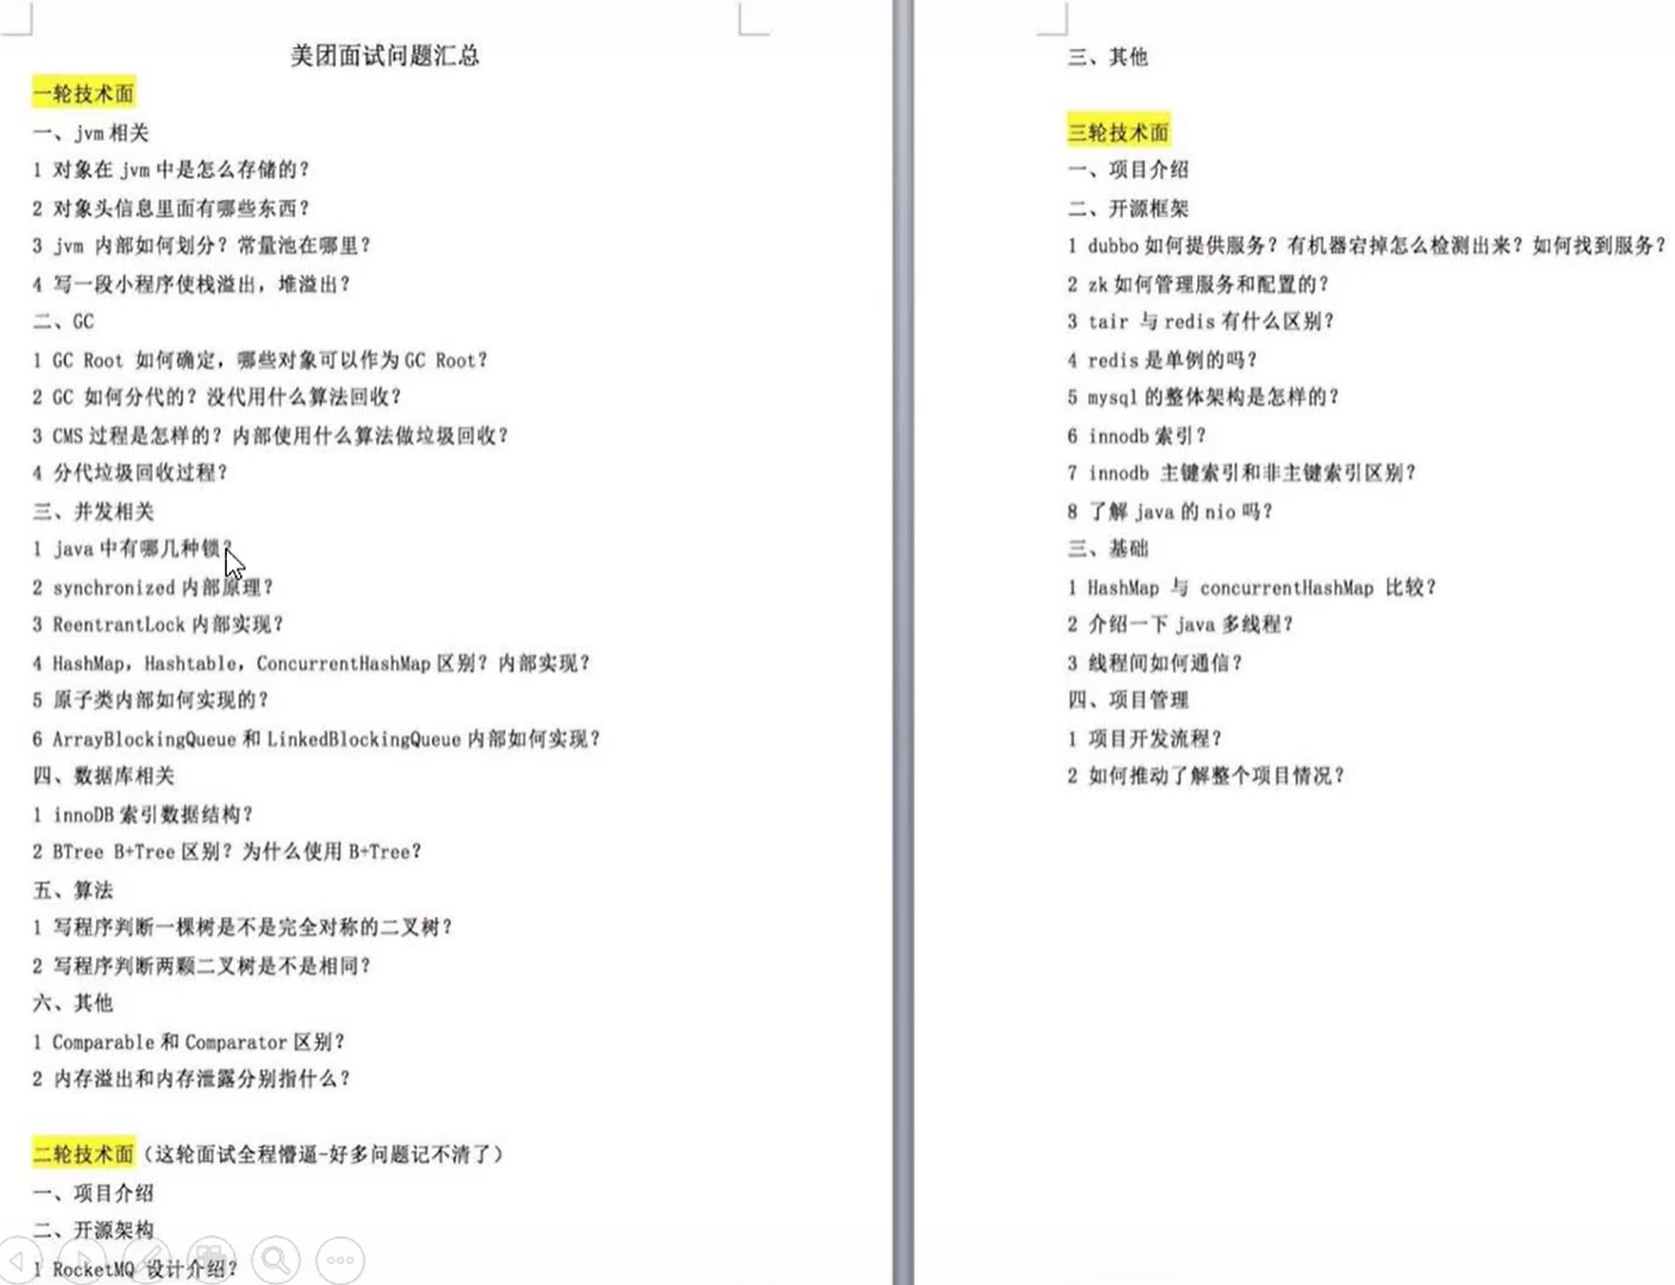 美团面试问题汇总
一轮技术面
一、jvm 相关
1 对象在 jvm 中是怎么存储的？
2 对象头信息里面有哪些东西？
3 jvm 内部如何划分？常量池在哪里？
4 写一段小程序使栈溢出，堆溢出？
二、GC
1 GC Root 如何确定，哪些对象可以作为 GC Root？
2 GC 如何分代的？没代用什么算法回收？
3 CMS 过程是怎样的？内部使用什么算法做垃圾回收？
4 分代垃圾回收过程？
三、并发相关
1 java 中有哪几种锁？
2 synchronized 内部原理？
3 ReentrantLock 内部实现？
4 HashMap，Hashtable，ConcurrentHashMap 区别？内部实现？
5 原子类内部如何实现的？
6 ArrayBlockingQueue 和 LinkedBlockingQueue 内部如何实现？
四、数据库相关
1 innoDB 索引数据结构？
2 BTree B+Tree 区别？为什么使用 B+Tree？
五、算法
1 写程序判断一棵树是不是完全对称的二叉树？
2 写程序判断两颗二叉树是不是相同？
六、其他
1 Comparable 和 Comparator 区别？
2 内存溢出和内存泄露分别指什么？
二轮技术面（这轮面试全程懵逼-好多问题记不清了）
一、项目介绍
二、开源架构
1 RocketMQ 设计介绍？
三、其他
三轮技术面
一、项目介绍
二、开源框架
1 dubbo 如何提供服务？有机器宕掉怎么检测出来？如何找到服务？
2 zk 如何管理服务和配置的？
3 tair 与 redis 有什么区别？
4 redis 是单例的吗？
5 mysql 的整体架构是怎样的？
6 innodb 索引？
7 innodb 主键索引和非主键索引区别？
8 了解 java 的 nio 吗？
三、基础
1 HashMap 与 concurrentHashMap 比较？
2 介绍一下 java 多线程？
3 线程间如何通信？
四、项目管理
1 项目开发流程？
2 如何推动了解整个项目情况？